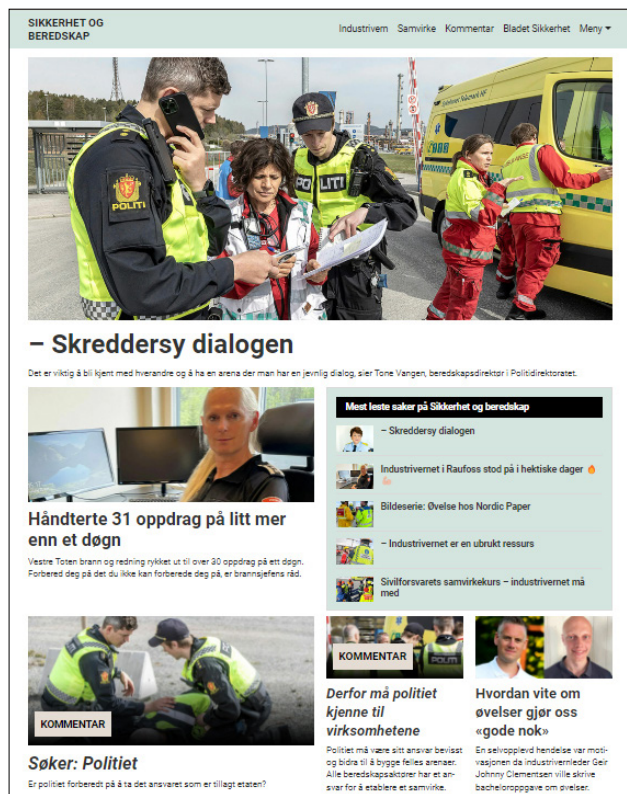 SIKKERHET OG
BEREDSKAP
Industrivern Samvirke Kommentar Bladet Sikkerhet Meny
POLITI
POLITI
– Skreddersy dialogen
Det er viktig å bli kjent med hverandre og å ha en arena der man har en jevnlig dialog, sier Tone Vangen, beredskapsdirektør i Politidirektoratet.
Håndterte 31 oppdrag på litt mer
enn et døgn
Vestre Toten brann og redning rykket ut til over 30 oppdrag på ett døgn.
Forbered deg på det du ikke kan forberede deg på, er brannsjefens råd.
Mest leste saker på Sikkerhet og beredskap
– Skreddersy dialogen
Industrivernet i Raufoss stod på i hektiske dager 🔥
💪🏻
Bildeserie: Øvelse hos Nordic Paper
– Industrivernet er en ubrukt ressurs
Sivilforsvarets samvirkekurs – industrivernet må
med
KOMMENTAR
Søker: Politiet
Er politiet forberedt på å ta det ansvaret som er tillagt etaten?
KOMMENTAR
POLITI
Derfor må politiet
kjenne til
virksomhetene
Politiet må være sitt ansvar bevisst
og bidra til å bygge felles arenaer.
Alle beredskapsaktører har et an-
svar for å etablere et samvirke.
Hvordan vite om
øvelser gjør oss
«gode nok»
En selvopplevd hendelse var moti-
vasjonen da industrivernleder Geir
Johnny Clementsen ville skrive
bacheloroppgave om øvelser.